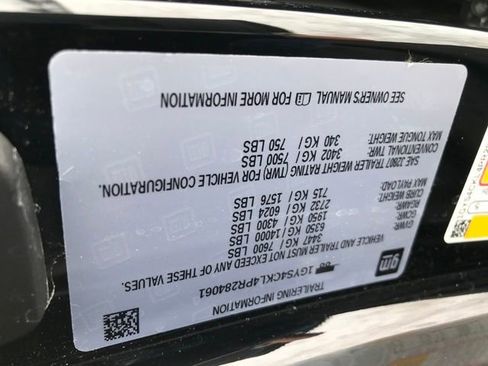 TRAILERING INFORMATION
1GYS4CKL4PR284061
gm
VEHICLE AND TRAILER MUST NOT EXCEED ANY OF THESE VALUES.
GVWR: 3447 KG/ 7600 LBS
GCWR: 6350 KG/14000 LBS
RGAWR: 1950 KG/ 4300 LBS
CURB WEIGHT: 2732 KG/ 6024 LBS
MAX PAYLOAD: 715 KG/ 1576 LBS
SAE J2807 TRAILER WEIGHT RATING (TWR) FOR VEHICLE CONFIGURATION.
CONVENTIONAL TWR: 3402 KG/ 7500 LBS
MAX TONGUE WEIGHT: 340 KG/ 750 LBS
SEE OWNER'S MANUAL FOR MORE INFORMATION